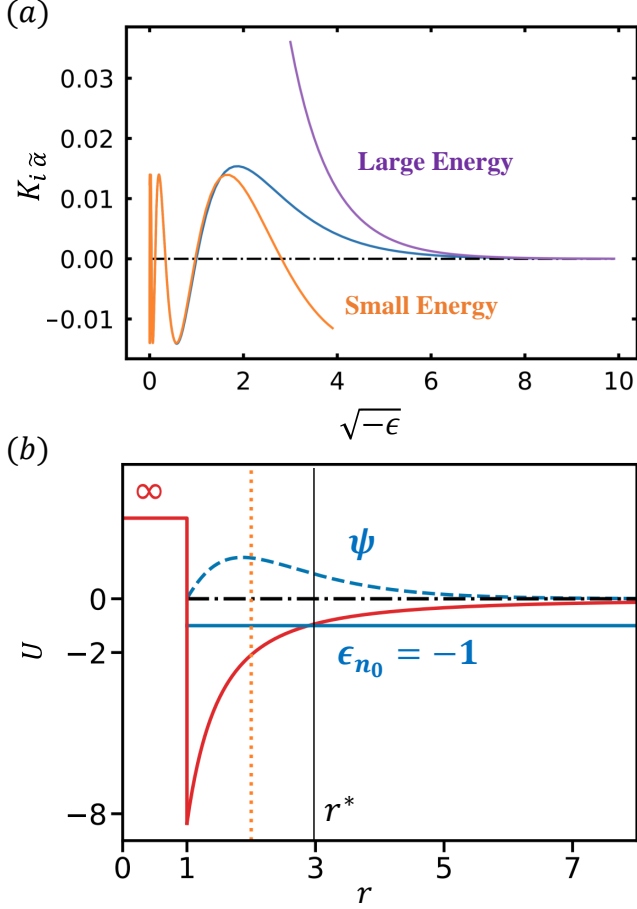 (a)
0.03
0.02
0.01
0.00
−0.01
K_{i\tilde{α}}
Large Energy
Small Energy
0 2 4 6 8 10
√−ϵ
(b)
∞
ψ
0
−2
−8
U
ϵ_{n_0} = −1
r*
0 1 3 5 7
r